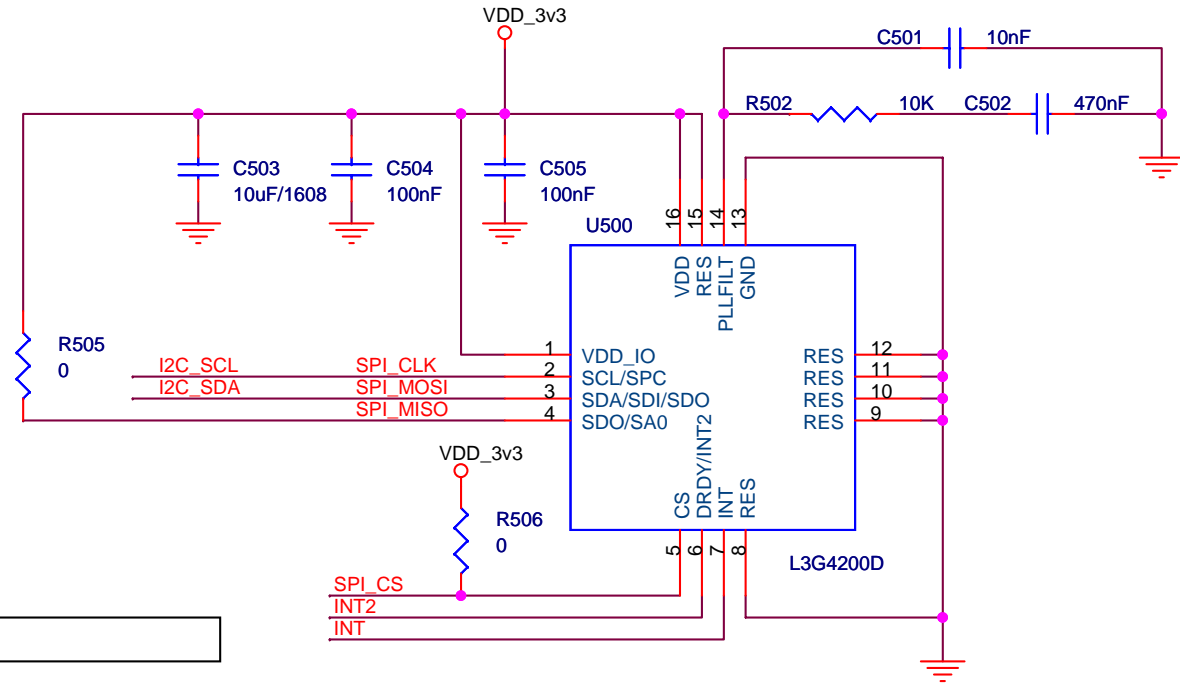 VDD_3v3
C501 10nF
R502 10K C502 470nF
C503
10uF/1608
C504
100nF
C505
100nF
U500
16 15 14 13
VDD RES PLLFILT GND
R505
0
I2C_SCL SPI_CLK
I2C_SDA SPI_MOSI
SPI_MISO
1 VDD_IO
2 SCL/SPC
3 SDA/SDI/SDO
4 SDO/SA0
RES 12
RES 11
RES 10
RES 9
CS DRDY/INT2 INT RES
5 6 7 8
L3G4200D
VDD_3v3
R506
0
SPI_CS
INT2
INT